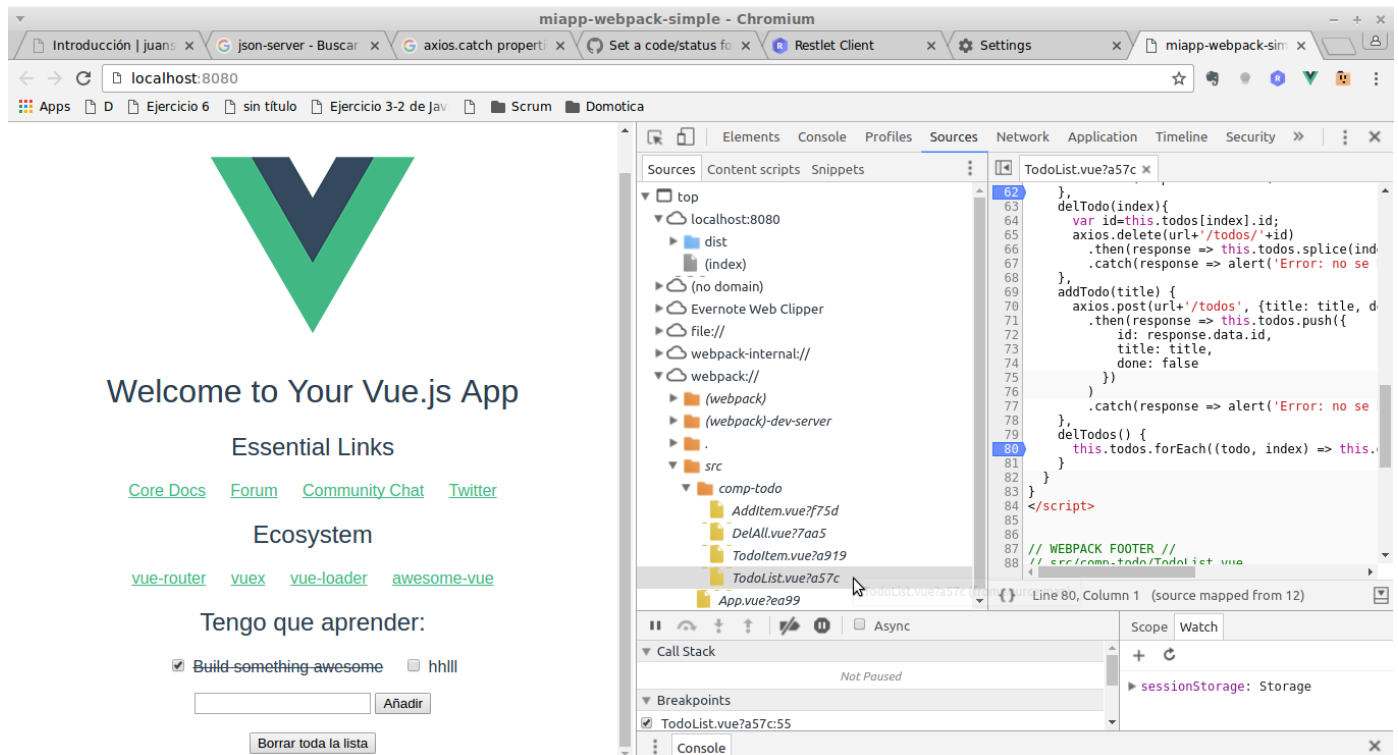 miapp-webpack-simple - Chromium
Introducción | juans
json-server - Buscar
axios.catch properti
Set a code/status fo
Restlet Client
Settings
miapp-webpack-sim
localhost:8080
Apps D Ejercicio 6 sin título Ejercicio 3-2 de Jav Scrum Domotica
Welcome to Your Vue.js App
Essential Links
Core Docs Forum Community Chat Twitter
Ecosystem
vue-router vuex vue-loader awesome-vue
Tengo que aprender:
Build something awesome hhlll
Añadir
Borrar toda la lista
Elements Console Profiles Sources Network Application Timeline Security »
Sources Content scripts Snippets
top
localhost:8080
dist
(index)
(no domain)
Evernote Web Clipper
file://
webpack-internal://
webpack://
(webpack)
(webpack)-dev-server
.
src
comp-todo
AddItem.vue?f75d
DelAll.vue?7aa5
TodoItem.vue?a919
TodoList.vue?a57c
App.vue?ea99
TodoList.vue?a57c
62 },
63 delTodo(index){
64 var id=this.todos[index].id;
65 axios.delete(url+'/todos/'+id)
66 .then(response => this.todos.splice(ind
67 .catch(response => alert('Error: no se
68 },
69 addTodo(title) {
70 axios.post(url+'/todos', {title: title, d
71 .then(response => this.todos.push({
72 id: response.data.id,
73 title: title,
74 done: false
75 })
76 )
77 .catch(response => alert('Error: no se
78 },
79 delTodos() {
80 this.todos.forEach((todo, index) => this.
81 }
82 }
83 }
84 </script>
85
86
87 // WEBPACK FOOTER //
88 // src/comp-todo/TodoList.vue
{} Line 80, Column 1 (source mapped from 12)
Async
Call Stack
Not Paused
Breakpoints
TodoList.vue?a57c:55
Scope Watch
sessionStorage: Storage
Console